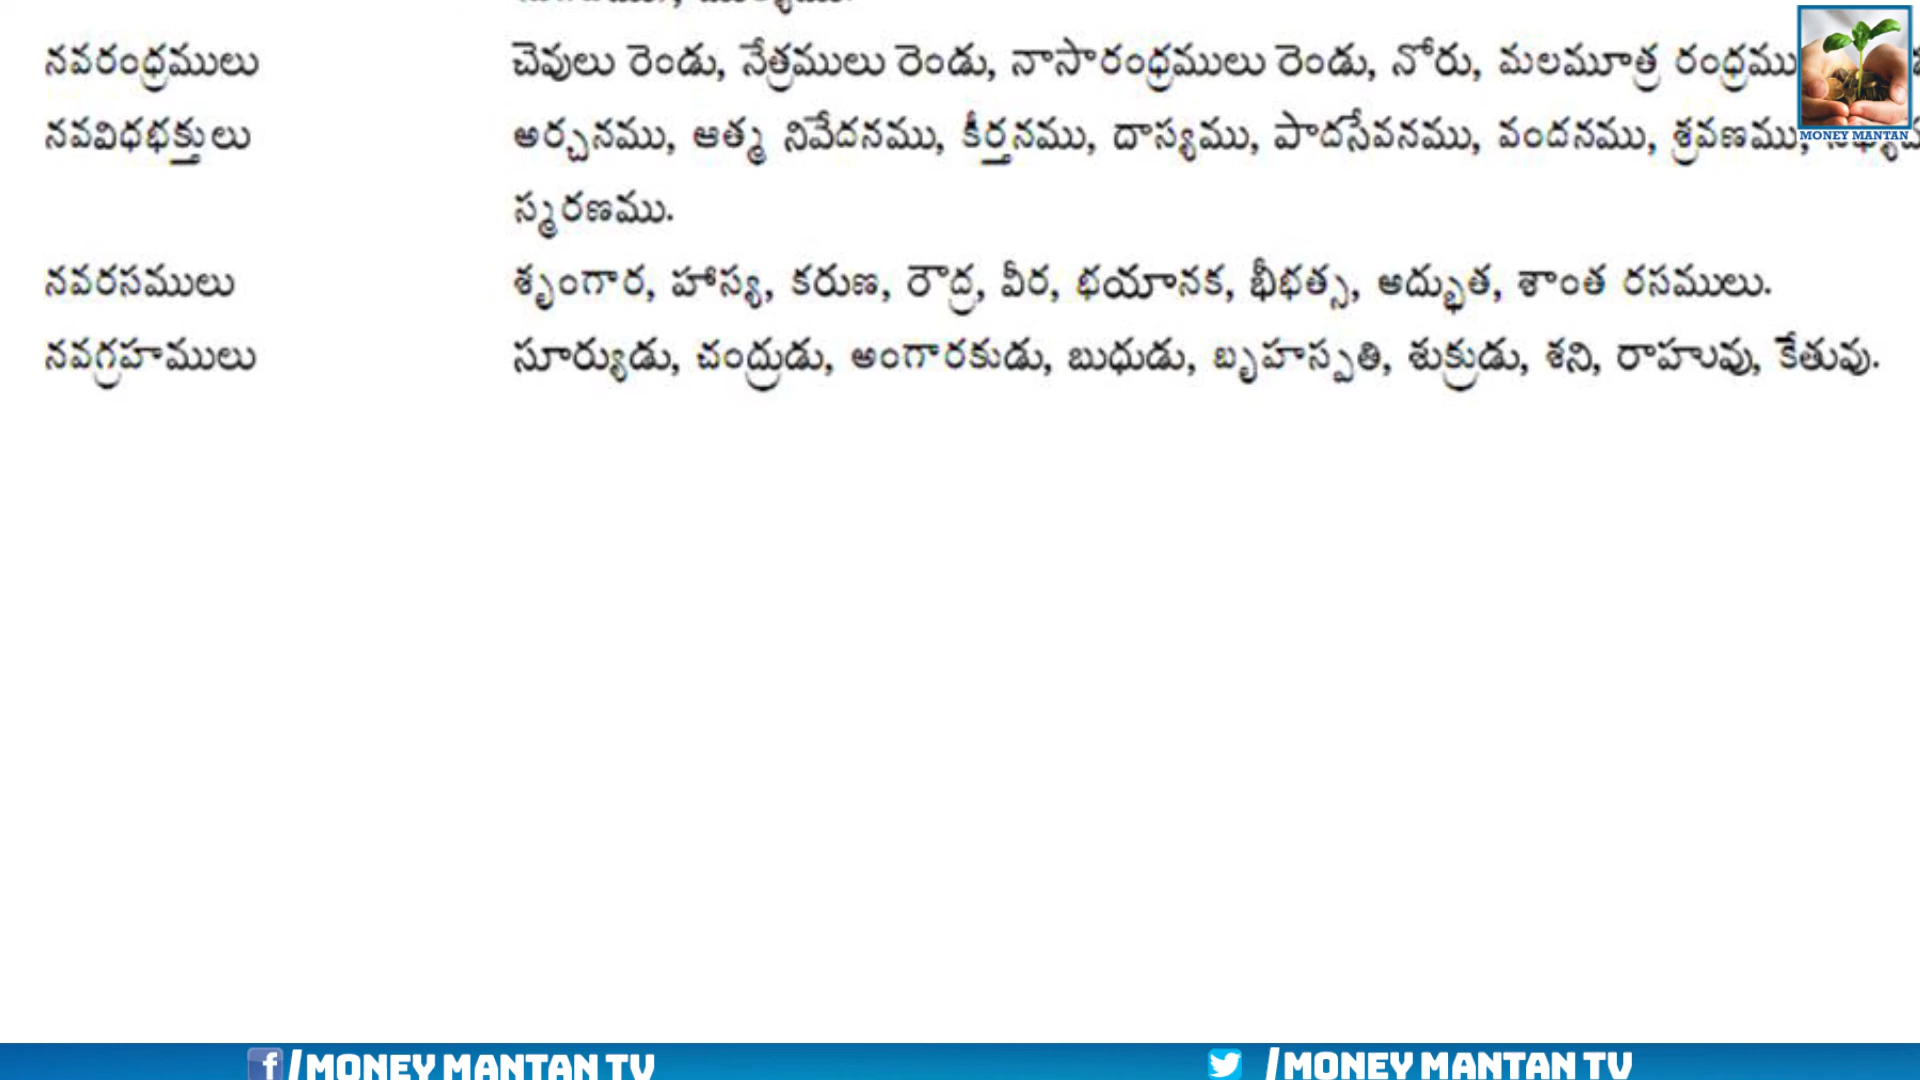 నవరంధ్రములు చెవులు రెండు, నేత్రములు రెండు, నాసారంధ్రములు రెండు, నోరు, మలమూత్ర రంధ్రము
నవవిధభక్తులు అర్చనము, ఆత్మ నివేదనము, కీర్తనము, దాస్యము, పాదసేవనము, వందనము, శ్రవణము,
స్మరణము.
నవరసములు శృంగార, హాస్య, కరుణ, రౌద్ర, వీర, భయానక, భీభత్స, అద్భుత, శాంత రసములు.
నవగ్రహములు సూర్యుడు, చంద్రుడు, అంగారకుడు, బుధుడు, బృహస్పతి, శుక్రుడు, శని, రాహువు, కేతువు.
MONEY MANTAN
/MONEY MANTAN TV /MONEY MANTAN TV